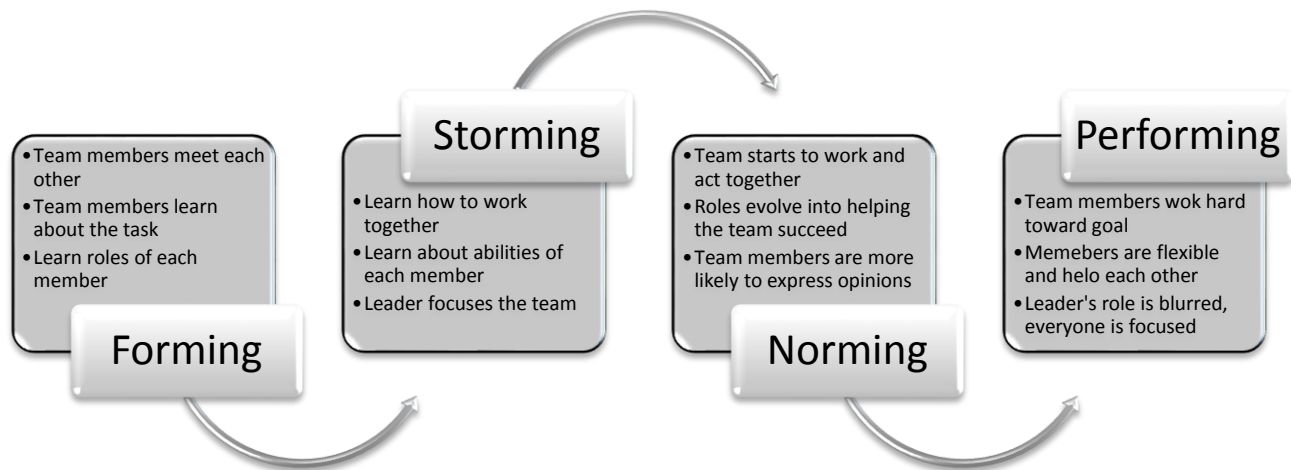 •Team members meet each
other
•Team members learn
about the task
•Learn roles of each
member
Forming
Storming
•Learn how to work
together
•Learn about abilities of
each member
•Leader focuses the team
•Team starts to work and
act together
•Roles evolve into helping
the team succeed
•Team members are more
likely to express opinions
Norming
Performing
•Team members wok hard
toward goal
•Memebers are flexible
and helo each other
•Leader's role is blurred,
everyone is focused